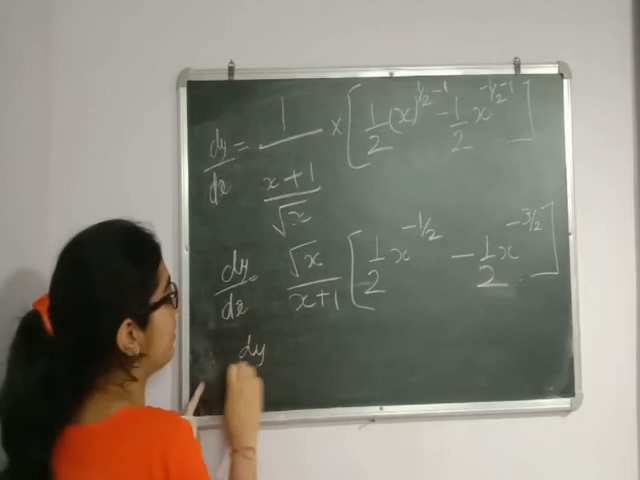 dy/dx = 1/((x+1)/√x) × [1/2 (x)^(1/2-1) - 1/2 x^(-1/2-1)]
dy/dx = √x/(x+1) [1/2 x^(-1/2) - 1/2 x^(-3/2)]
dy